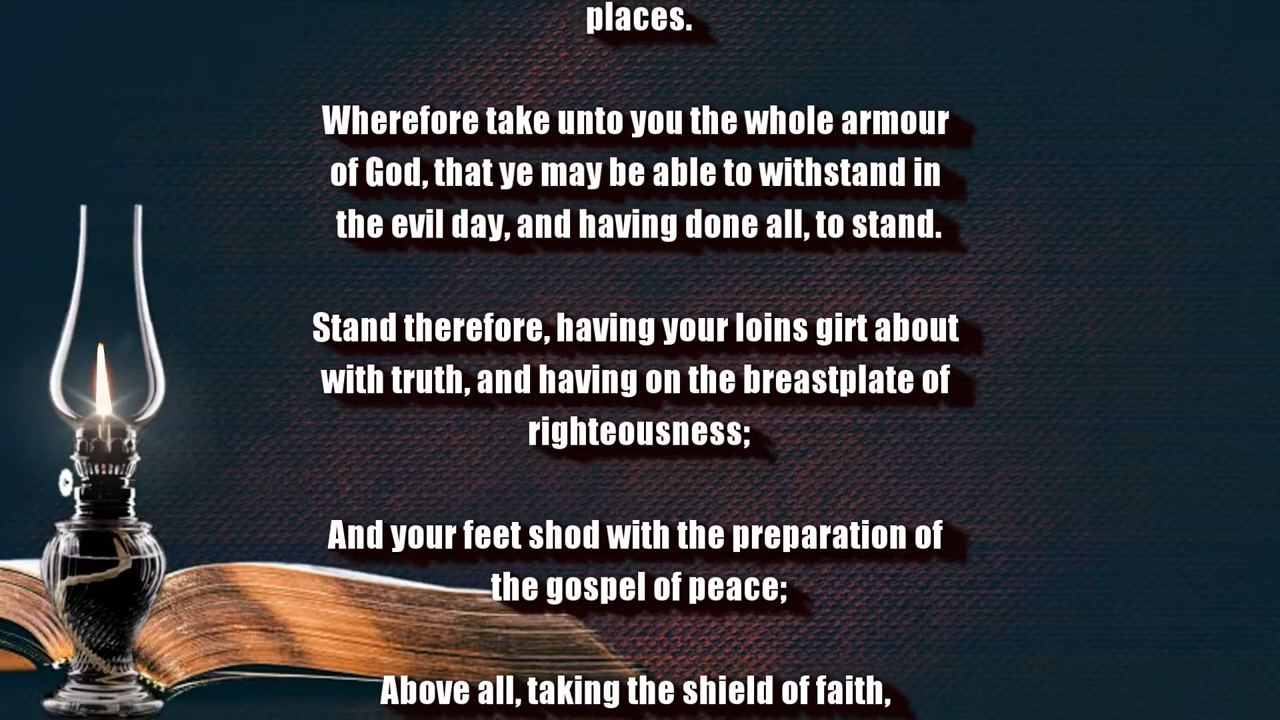 places.
Wherefore take unto you the whole armour
of God, that ye may be able to withstand in
the evil day, and having done all, to stand.
Stand therefore, having your loins girt about
with truth, and having on the breastplate of
righteousness;
And your feet shod with the preparation of
the gospel of peace;
Above all, taking the shield of faith,